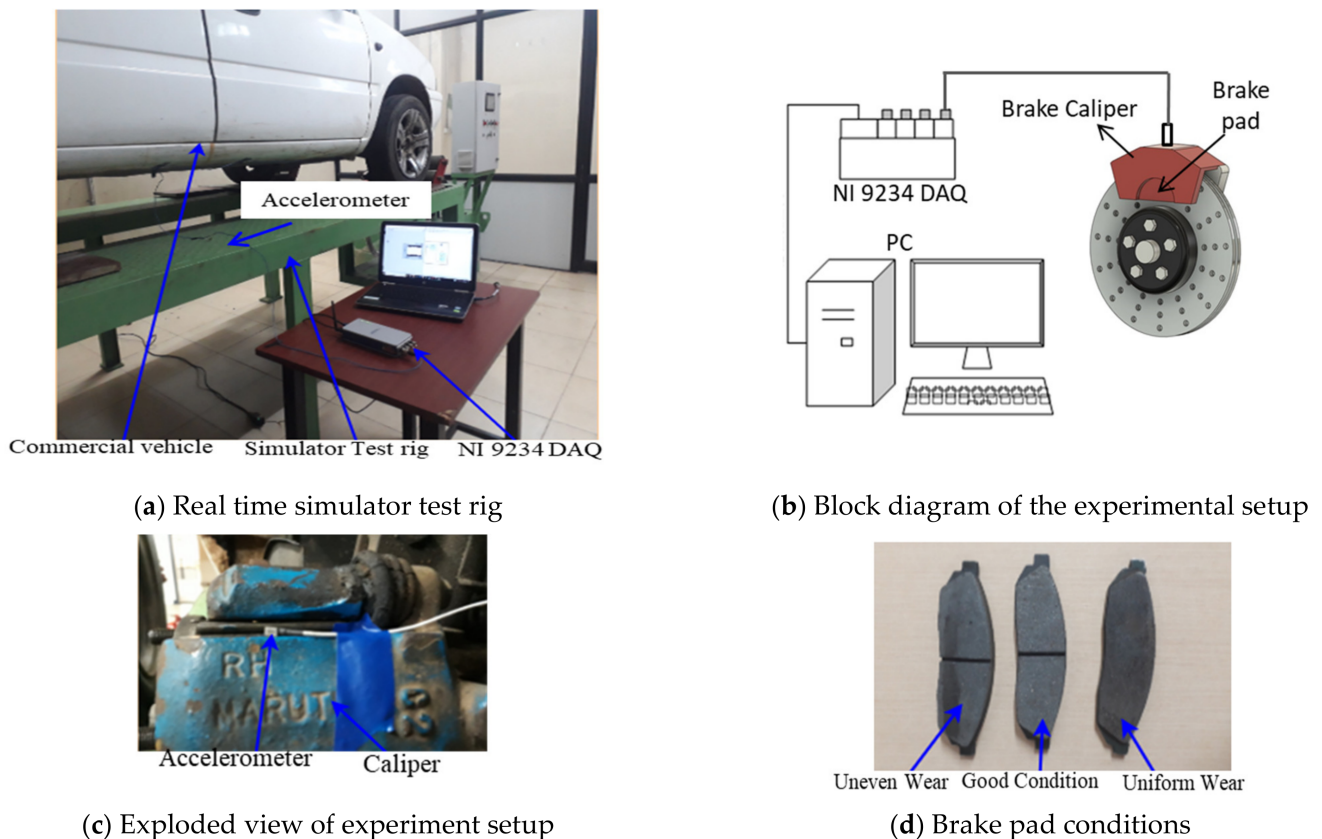 Accelerometer
Commercial vehicle Simulator Test rig NI 9234 DAQ
(a) Real time simulator test rig
Brake Caliper
Brake
pad
NI 9234 DAQ
PC
(b) Block diagram of the experimental setup
RH
MARUT
Accelerometer
Caliper
(c) Exploded view of experiment setup
Uneven Wear Good Condition Uniform Wear
(d) Brake pad conditions